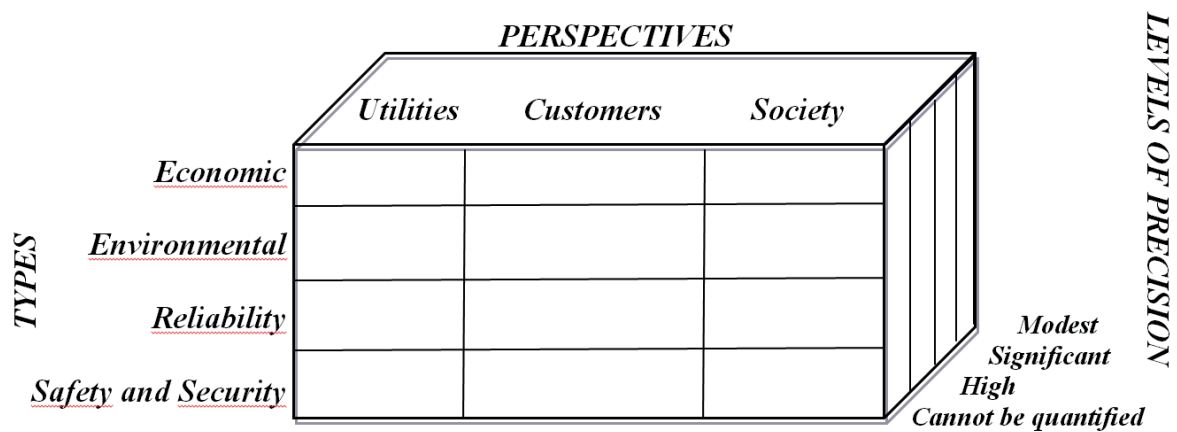 PERSPECTIVES
Utilities Customers Society
Economic
Environmental
Reliability
Safety and Security
TYPES
LEVELS OF PRECISION
Modest
Significant
High
Cannot be quantified